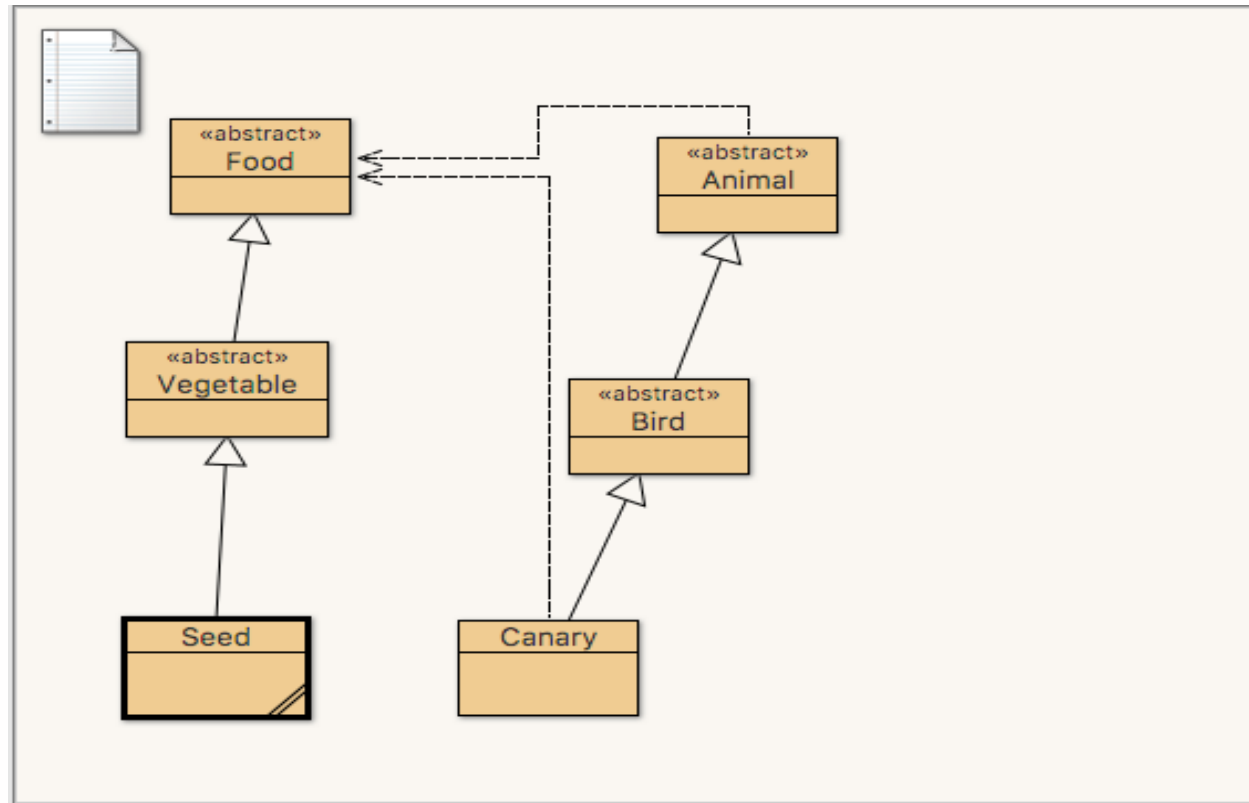 «abstract»
Food
«abstract»
Animal
«abstract»
Vegetable
«abstract»
Bird
Seed
Canary